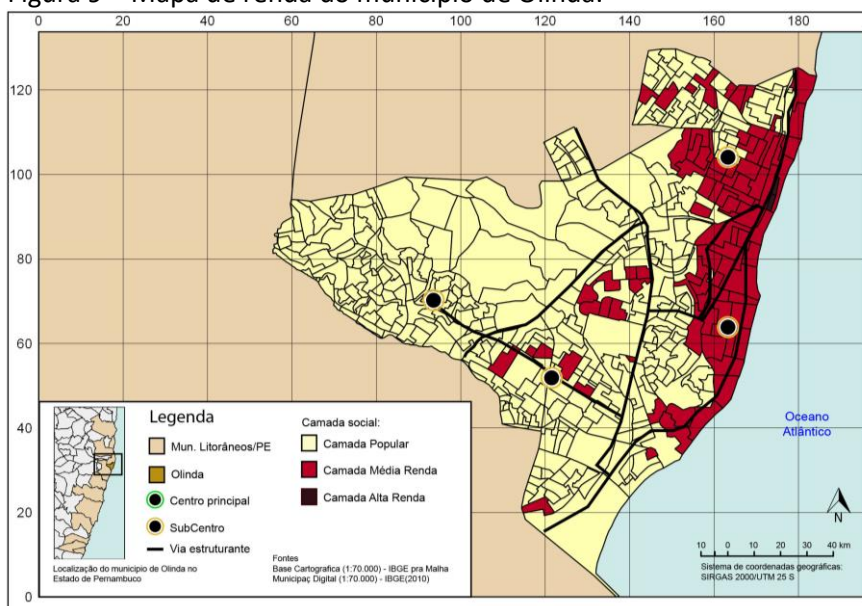 Figura 9 – Mapa de renda do município de Olinda.
0 20 40 60 80 100 120 140 160 180
120
100
80
60
40
20
0
Oceano
Atlântico
Legenda
Mun. Litorâneos/PE
Olinda
Centro principal
SubCentro
Via estruturante
Camada social:
Camada Popular
Camada Média Renda
Camada Alta Renda
Localização do municipio de Olinda no
Estado de Pernambuco
Fontes
Base Cartografica (1:70.000) - IBGE pra Malha
Municipaç Digital (1:70.000) - IBGE(2010)
N
10 0 10 20 30 40 km
Sistema de coordenadas geográficas:
SIRGAS 2000/UTM 25 S